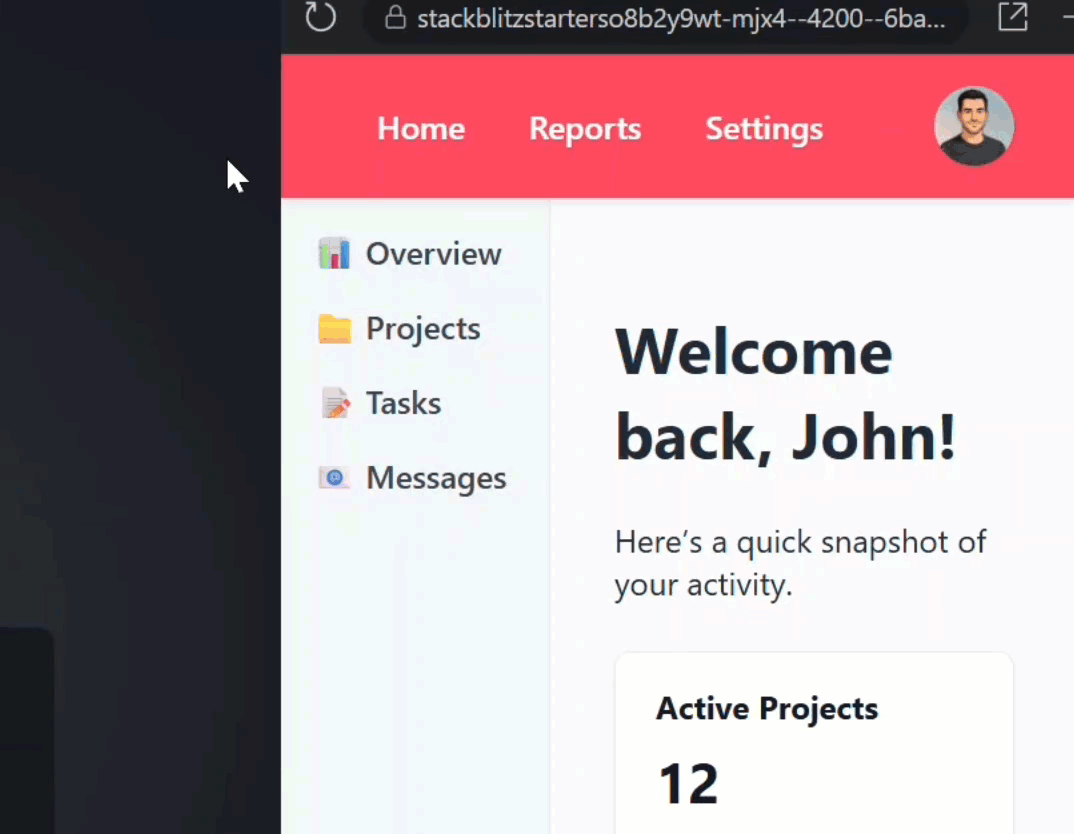 stackblitzstarterso8b2y9wt-mjx4--4200--6ba...
Home Reports Settings
Overview
Projects
Tasks
Messages
Welcome
back, John!
Here’s a quick snapshot of
your activity.
Active Projects
12